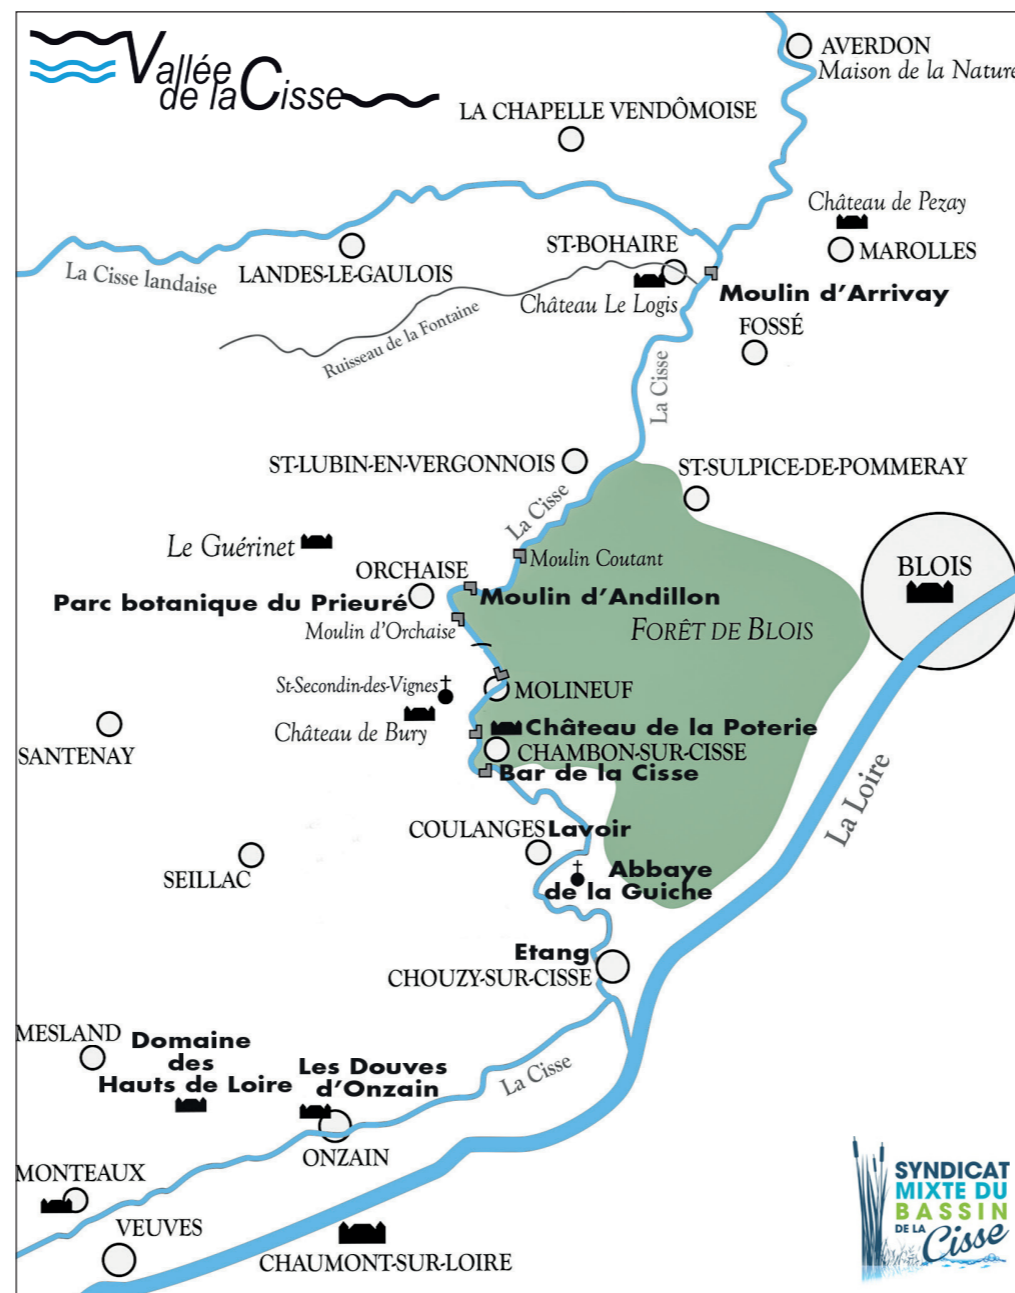 Vallée
de la Cisse
AVERDON
Maison de la Nature
LA CHAPELLE VENDÔMOISE
Château de Pezay
MAROLLES
ST-BOHAIRE
LANDES-LE-GAULOIS
La Cisse landaise
Château Le Logis
Moulin d'Arrivay
FOSSÉ
Ruisseau de la Fontaine
La Cisse
ST-LUBIN-EN-VERGONNOIS
ST-SULPICE-DE-POMMERAY
La Cisse
Le Guérinet
Moulin Coutant
BLOIS
ORCHAISE
Parc botanique du Prieuré
Moulin d'Andillon
Moulin d'Orchaise
FORÊT DE BLOIS
St-Secondin-des-Vignes
MOLINEUF
Château de Bury
Château de la Poterie
SANTENAY
CHAMBON-SUR-CISSE
Bar de la Cisse
La Loire
COULANGES Lavoir
SEILLAC
Abbaye
de la Guiche
Etang
CHOUZY-SUR-CISSE
MESLAND
Domaine
des
Hauts de Loire
Les Douves
d'Onzain
La Cisse
ONZAIN
MONTEAUX
VEUVES
CHAUMONT-SUR-LOIRE
SYNDICAT
MIXTE DU
BASSIN
DE LA
Cisse